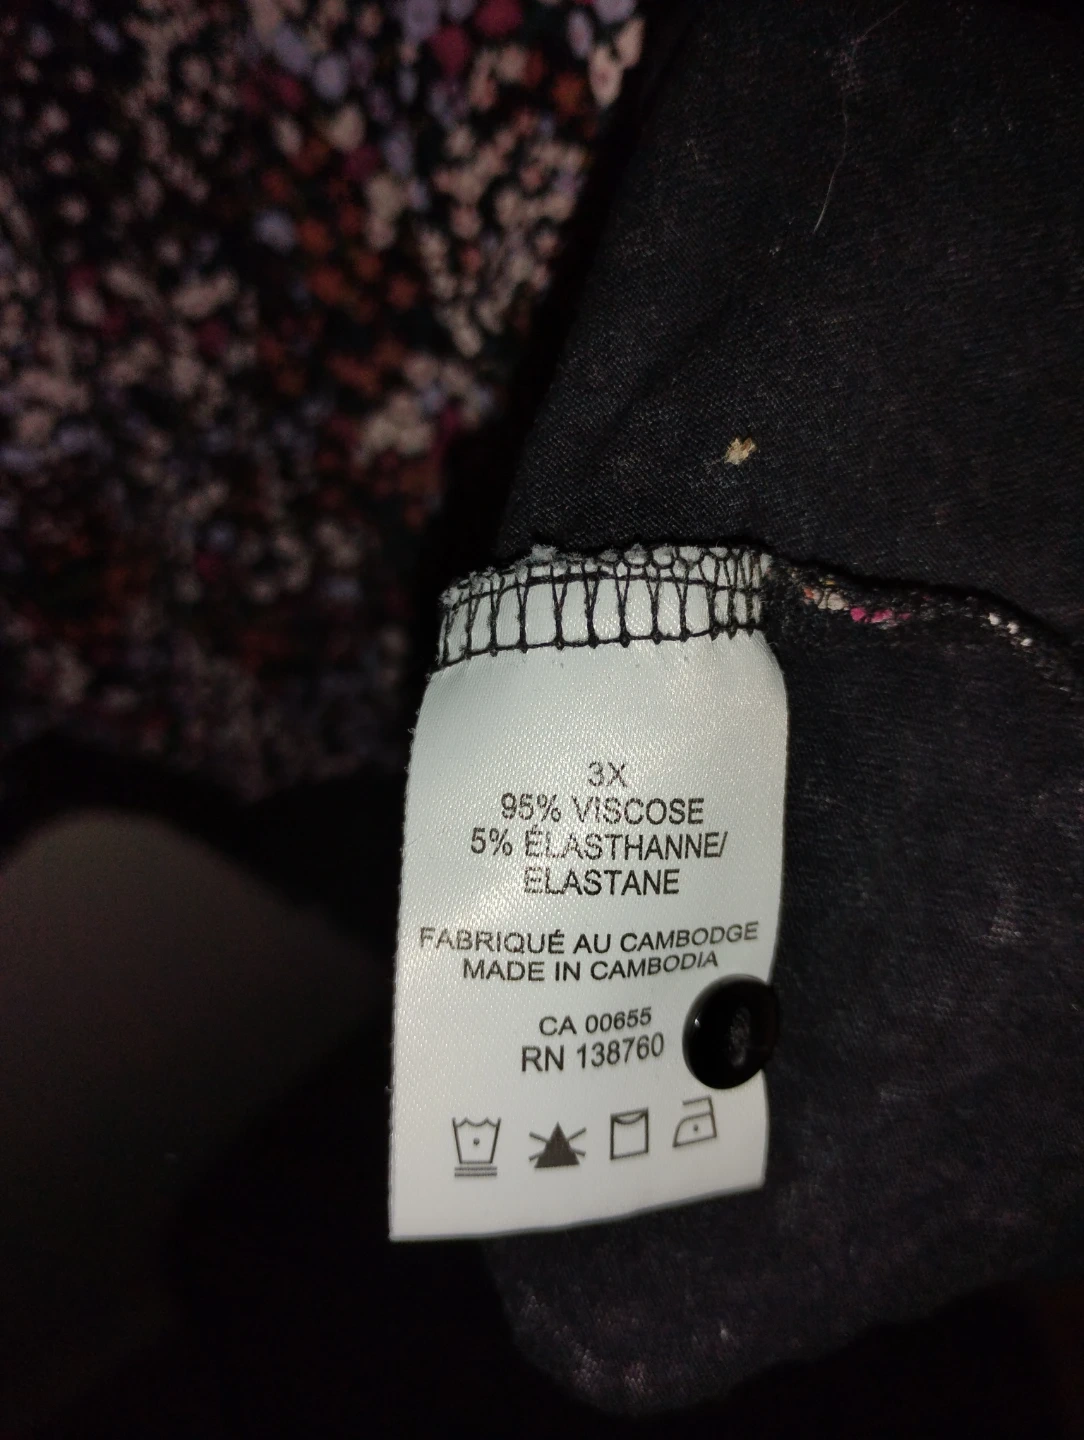 3X
95% VISCOSE
5% ÉLASTHANNE/
ELASTANE
FABRIQUÉ AU CAMBODGE
MADE IN CAMBODIA
CA 00655
RN 138760